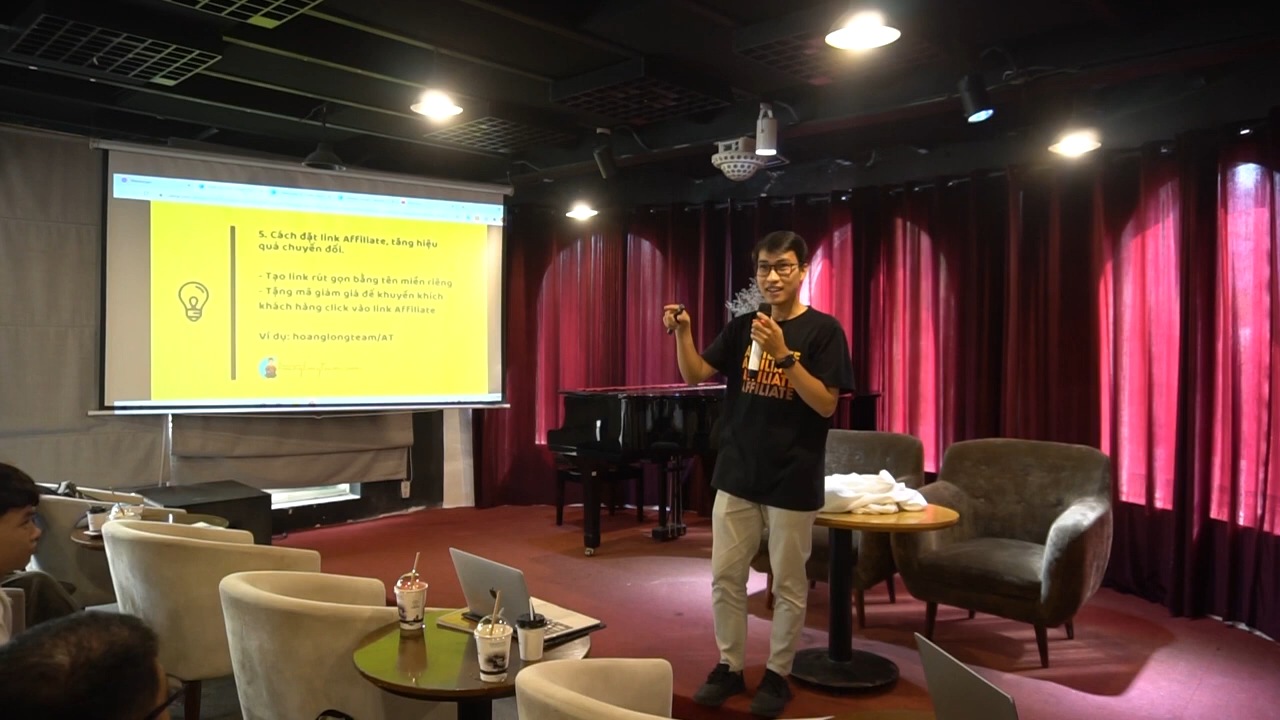 5. Cách đặt link Affiliate, tăng hiệu
quả chuyển đổi.
- Tạo link rút gọn bằng tên miền riêng
- Tặng mã giảm giá để khuyến khích
khách hàng click vào link Affiliate
Ví dụ: hoanglongteam/AT
AFFILIATE